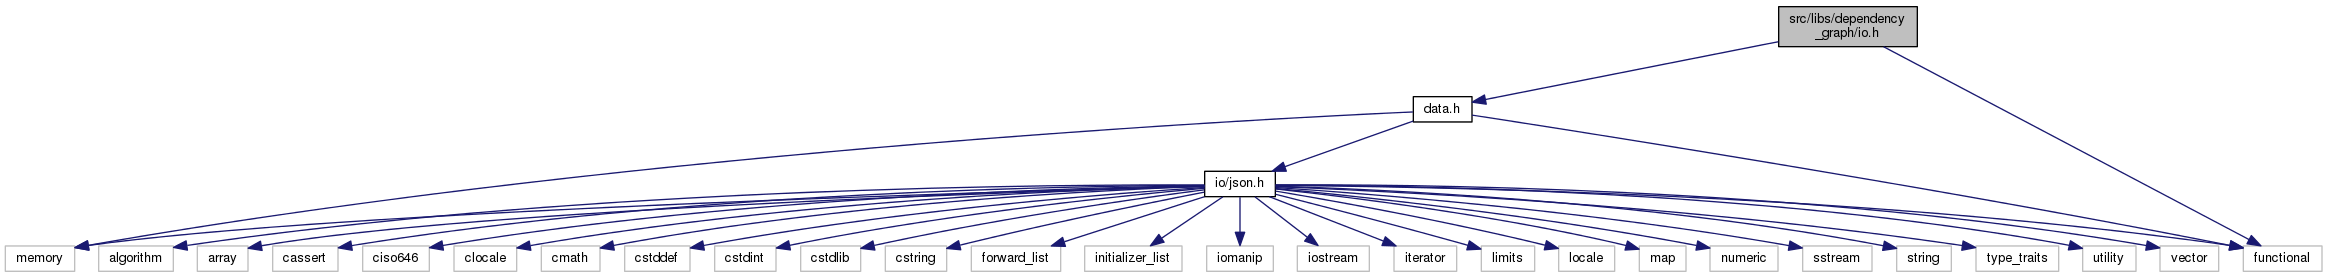 src/libs/dependency
_graph/io.h
data.h
io/json.h
memory
algorithm
array
cassert
ciso646
clocale
cmath
cstddef
cstdint
cstdlib
cstring
forward_list
initializer_list
iomanip
iostream
iterator
limits
locale
map
numeric
sstream
string
type_traits
utility
vector
functional